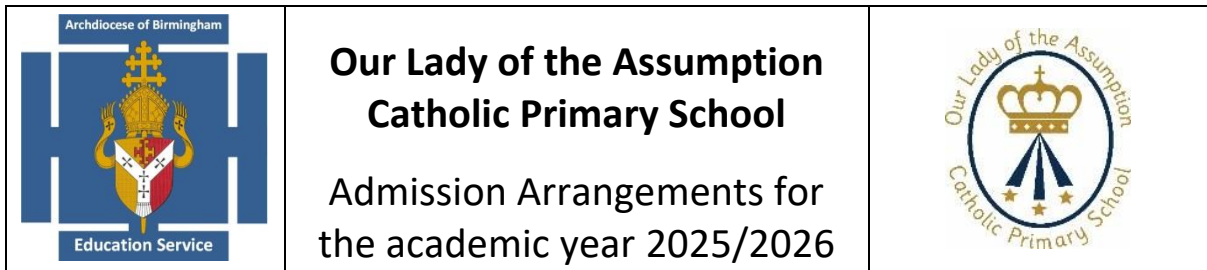 Archdiocese of Birmingham
Education Service
Our Lady of the Assumption
Catholic Primary School
Admission Arrangements for
the academic year 2025/2026
Our Lady of the Assumption
Catholic Primary School